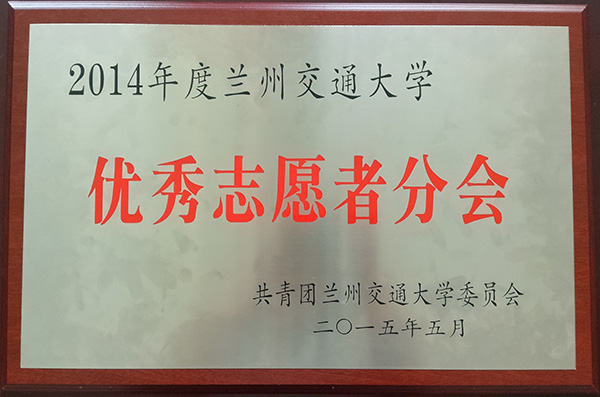 2014年度兰州交通大学
优秀志愿者分会
共青团兰州交通大学委员会
二〇一五年五月